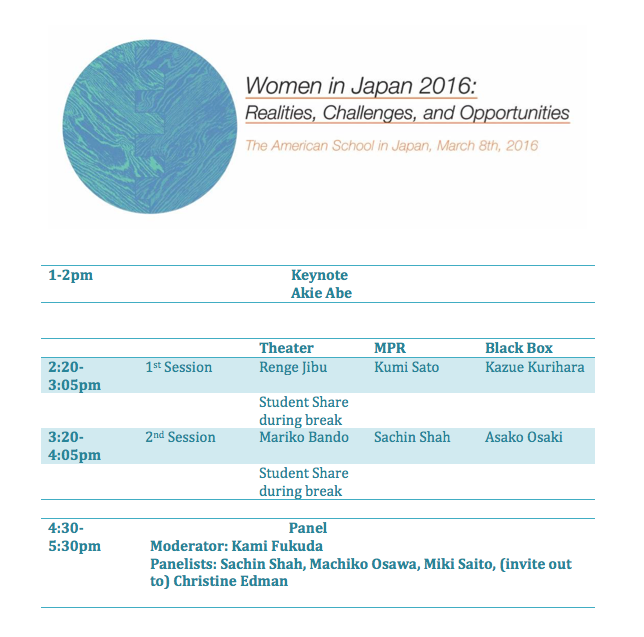 Women in Japan 2016:
Realities, Challenges, and Opportunities
The American School in Japan, March 8th, 2016
1-2pm Keynote
Akie Abe
Theater MPR Black Box
2:20- 1st Session Renge Jibu Kumi Sato Kazue Kurihara
3:05pm
Student Share
during break
3:20- 2nd Session Mariko Bando Sachin Shah Asako Osaki
4:05pm
Student Share
during break
4:30- Panel
5:30pm Moderator: Kami Fukuda
Panelists: Sachin Shah, Machiko Osawa, Miki Saito, (invite out
to) Christine Edman